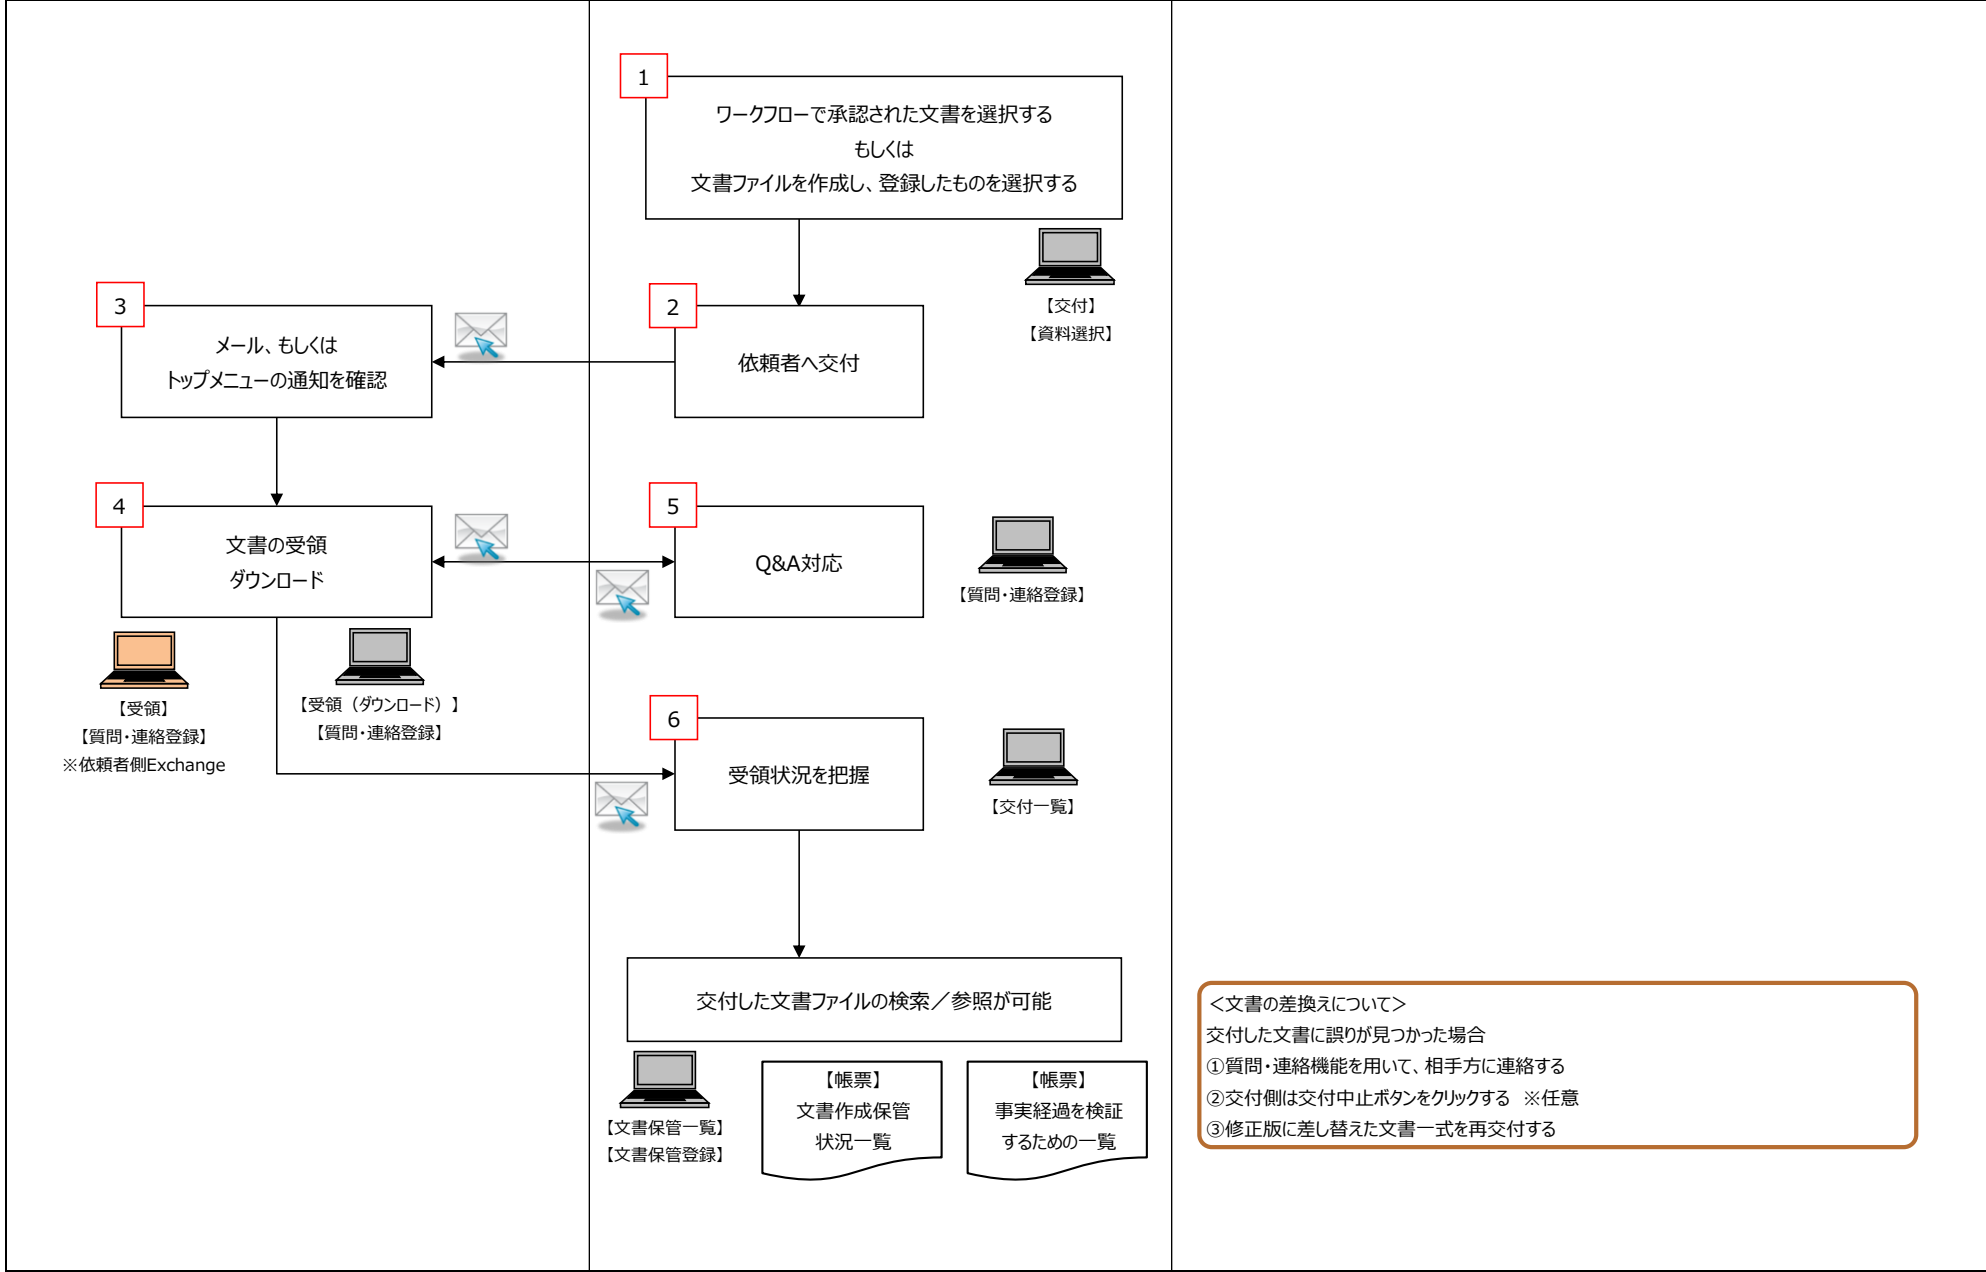 1
ワークフローで承認された文書を選択する
もしくは
文書ファイルを作成し、登録したものを選択する
【交付】
【資料選択】
2
依頼者へ交付
3
メール、もしくは
トップメニューの通知を確認
4
文書の受領
ダウンロード
【受領】
【質問・連絡登録】
※依頼者側Exchange
【受領（ダウンロード）】
【質問・連絡登録】
5
Q&A対応
【質問・連絡登録】
6
受領状況を把握
【交付一覧】
交付した文書ファイルの検索／参照が可能
【文書保管一覧】
【文書保管登録】
【帳票】
文書作成保管
状況一覧
【帳票】
事実経過を検証
するための一覧
＜文書の差換えについて＞
交付した文書に誤りが見つかった場合
①質問・連絡機能を用いて、相手方に連絡する
②交付側は交付中止ボタンをクリックする　※任意
③修正版に差し替えた文書一式を再交付する